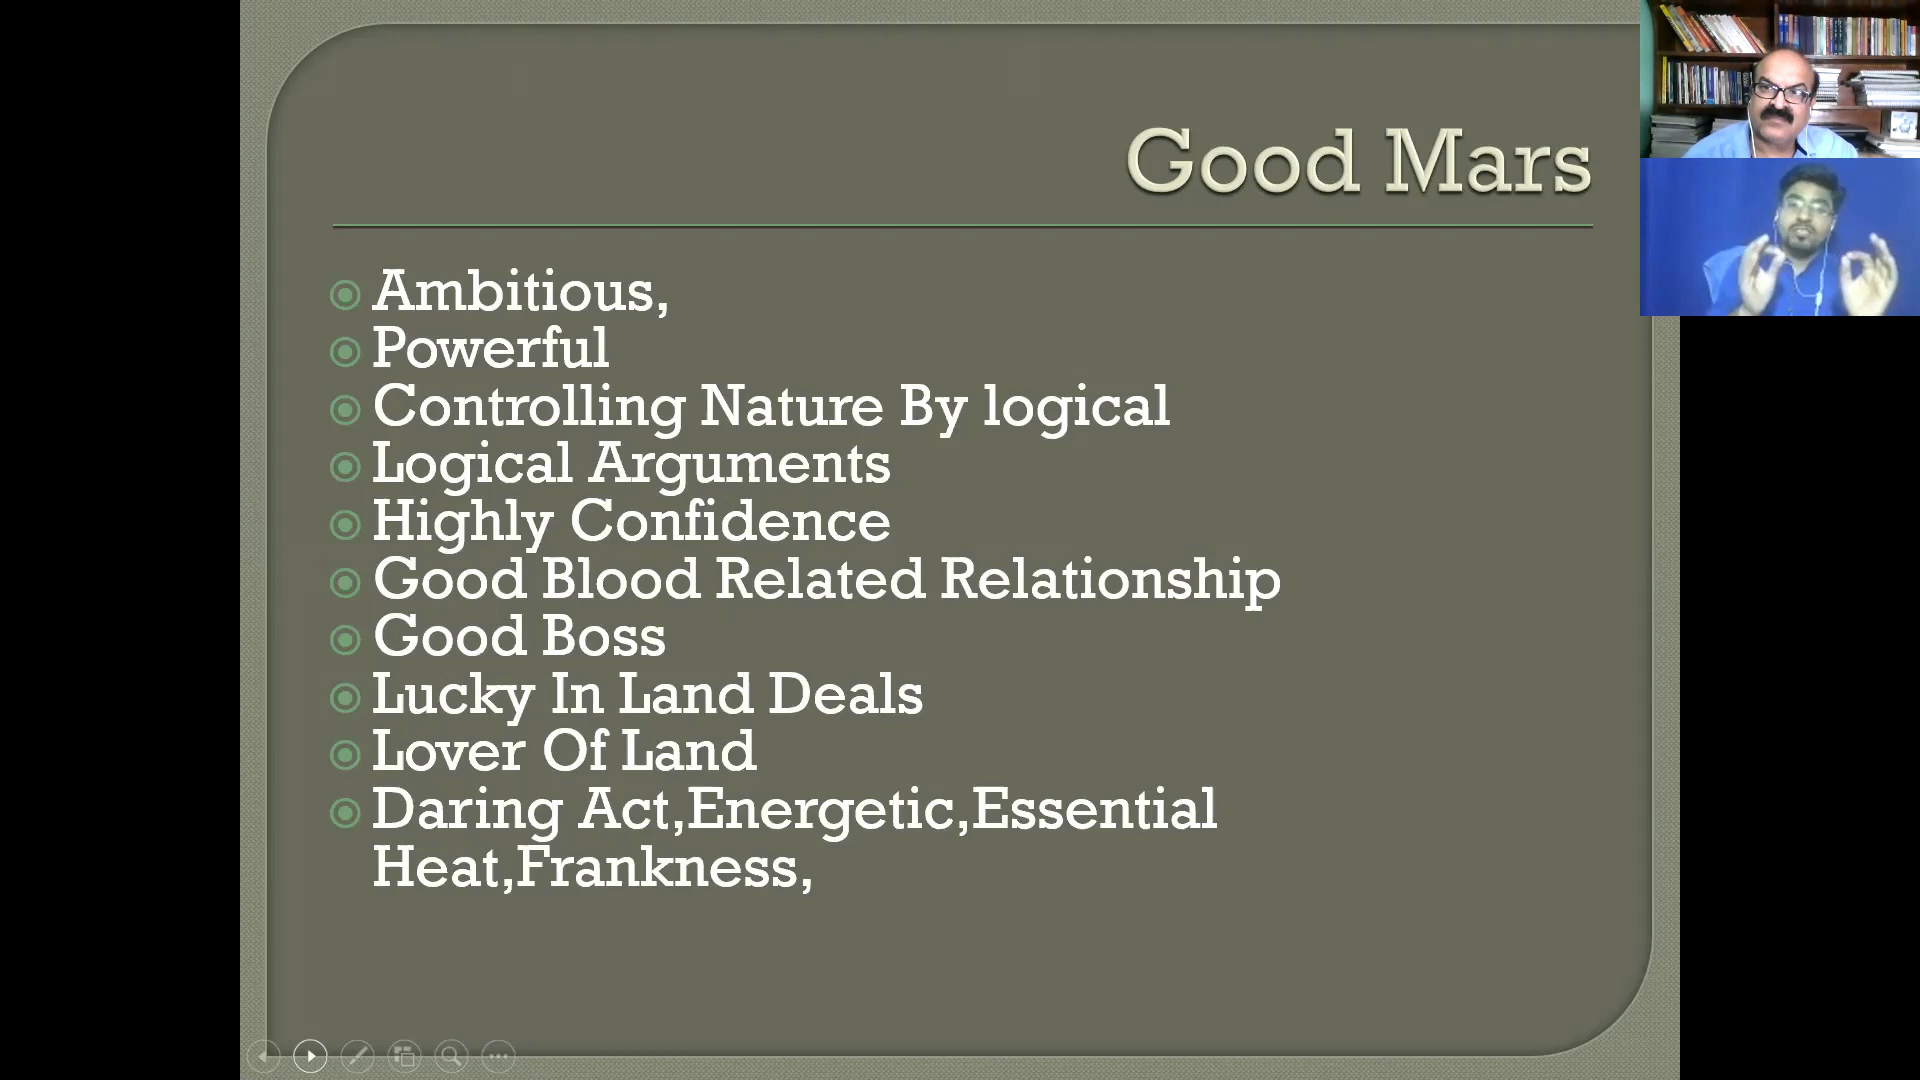 Good Mars
Ambitious,
Powerful
Controlling Nature By logical
Logical Arguments
Highly Confidence
Good Blood Related Relationship
Good Boss
Lucky In Land Deals
Lover Of Land
Daring Act,Energetic,Essential
Heat,Frankness,